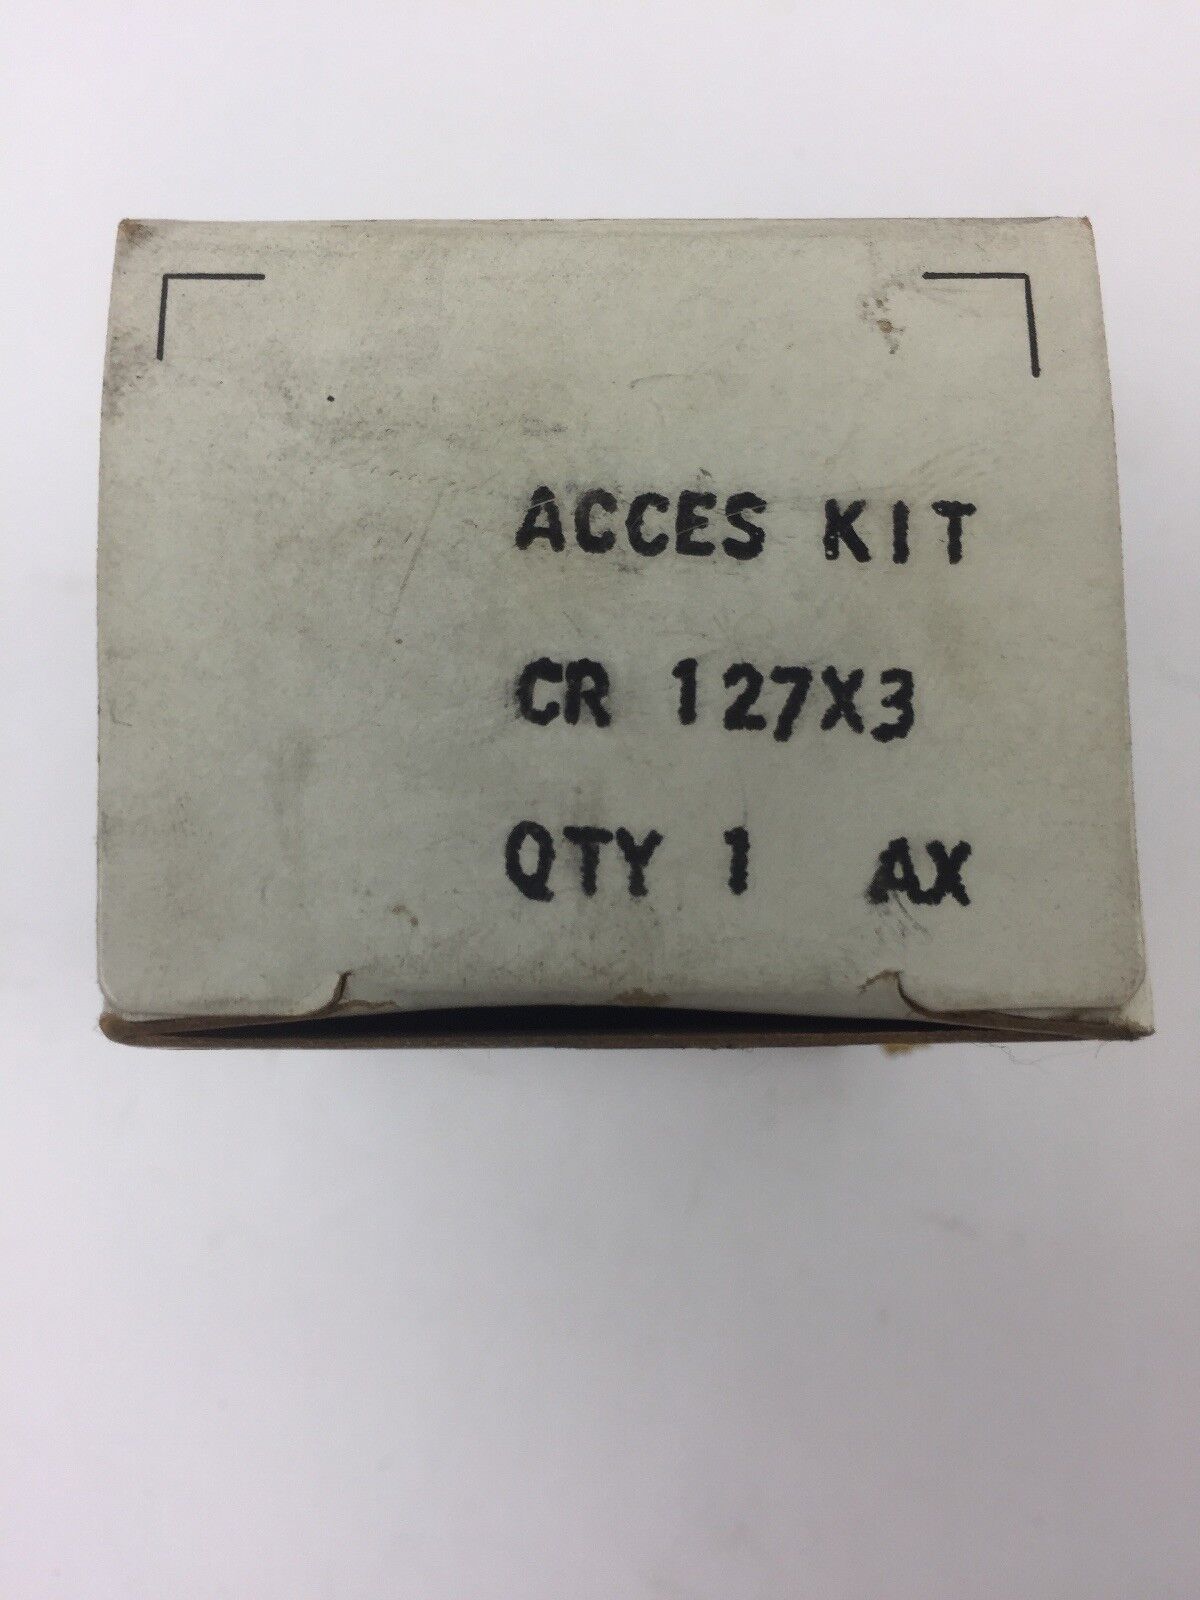 ACCES KIT
CR 127X3
QTY 1 AX